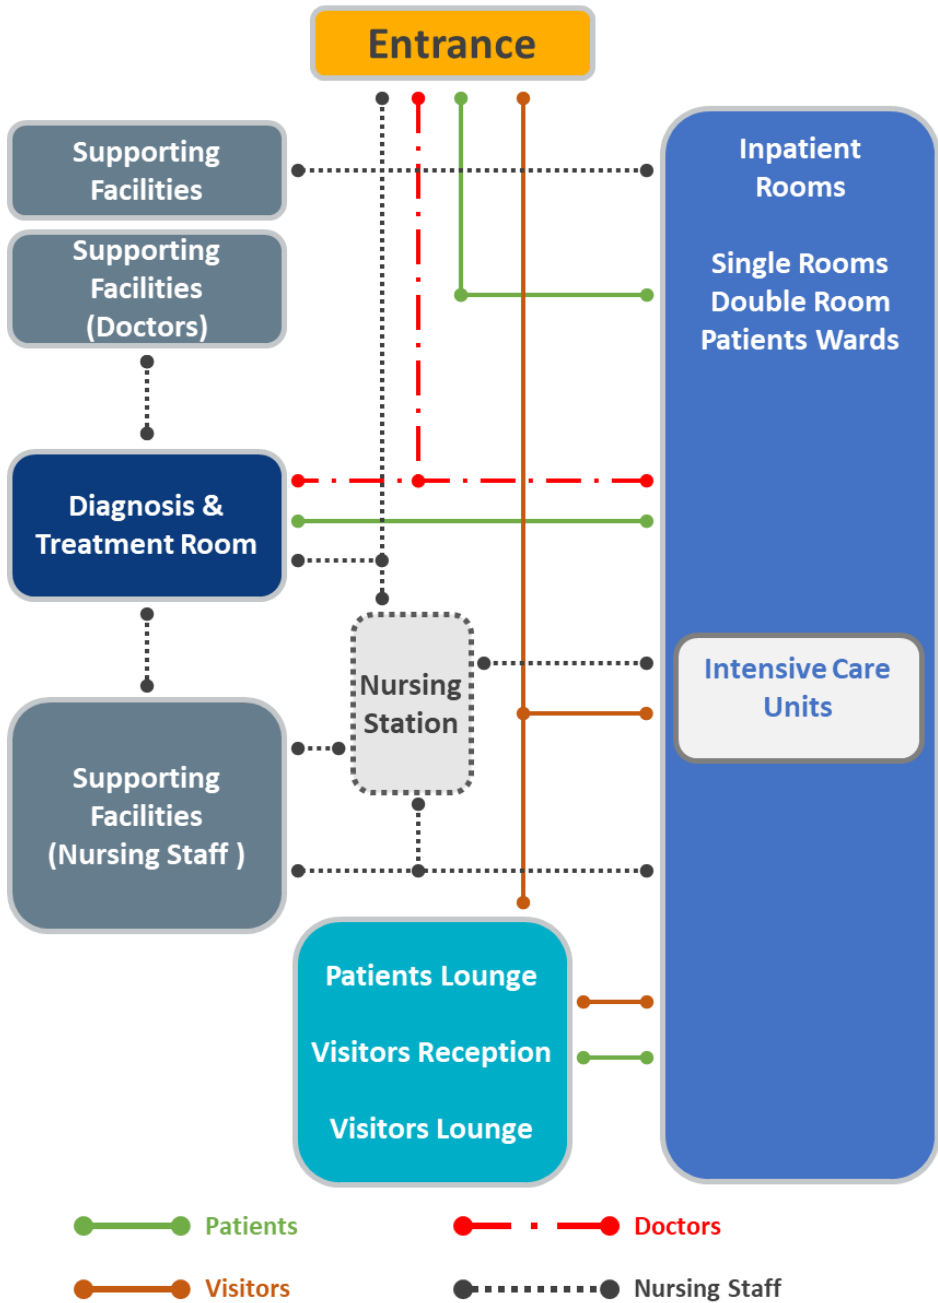 Entrance
Supporting
Facilities
Supporting
Facilities
(Doctors)
Diagnosis &
Treatment Room
Supporting
Facilities
(Nursing Staff )
Nursing
Station
Inpatient
Rooms
Single Rooms
Double Room
Patients Wards
Intensive Care
Units
Patients Lounge
Visitors Reception
Visitors Lounge
Patients
Doctors
Visitors
Nursing Staff